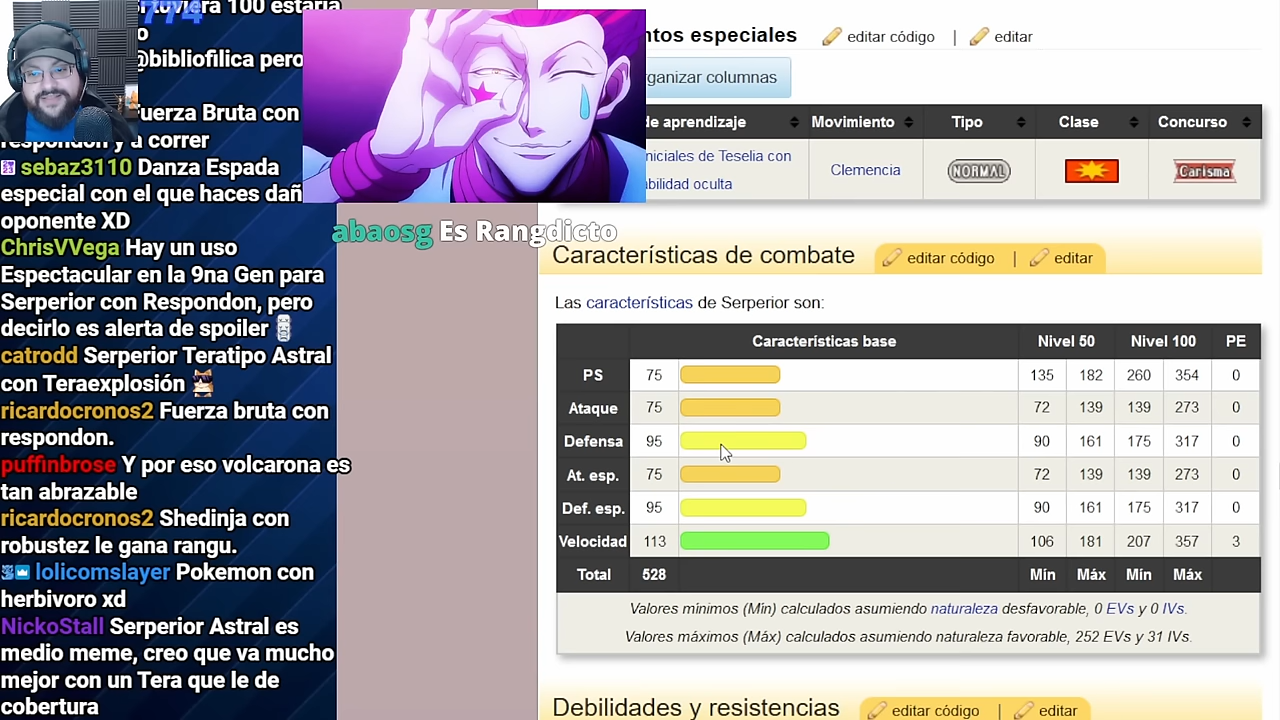 tuviera 100 estaría
774
o
@bibliofilica pero
uerza Bruta con
respondon y a correr
sebaz3110 Danza Espada
especial con el que haces dañ
oponente XD
ChrisVVega Hay un uso
Espectacular en la 9na Gen para
Serperior con Respondon, pero
decirlo es alerta de spoiler
catrodd Serperior Teratipo Astral
con Teraexplosión
ricardocronos2 Fuerza bruta con
respondon.
puffinbrose Y por eso volcarona es
tan abrazable
ricardocronos2 Shedinja con
robustez le gana rangu.
lolicomslayer Pokemon con
herbivoro xd
NickoStall Serperior Astral es
medio meme, creo que va mucho
mejor con un Tera que le de
cobertura
abaosg Es Rangdicto
ntos especiales editar código | editar
rganizar columnas
de aprendizaje Movimiento Tipo Clase Concurso
niciales de Teselia con
bilidad oculta
Clemencia NORMAL Carisma
Características de combate editar código | editar
Las características de Serperior son:
Características base Nivel 50 Nivel 100 PE
PS 75 135 182 260 354 0
Ataque 75 72 139 139 273 0
Defensa 95 90 161 175 317 0
At. esp. 75 72 139 139 273 0
Def. esp. 95 90 161 175 317 0
Velocidad 113 106 181 207 357 3
Total 528 Mín Máx Mín Máx
Valores mínimos (Min) calculados asumiendo naturaleza desfavorable, 0 EVs y 0 IVs.
Valores máximos (Máx) calculados asumiendo naturaleza favorable, 252 EVs y 31 IVs.
Debilidades y resistencias editar código | editar